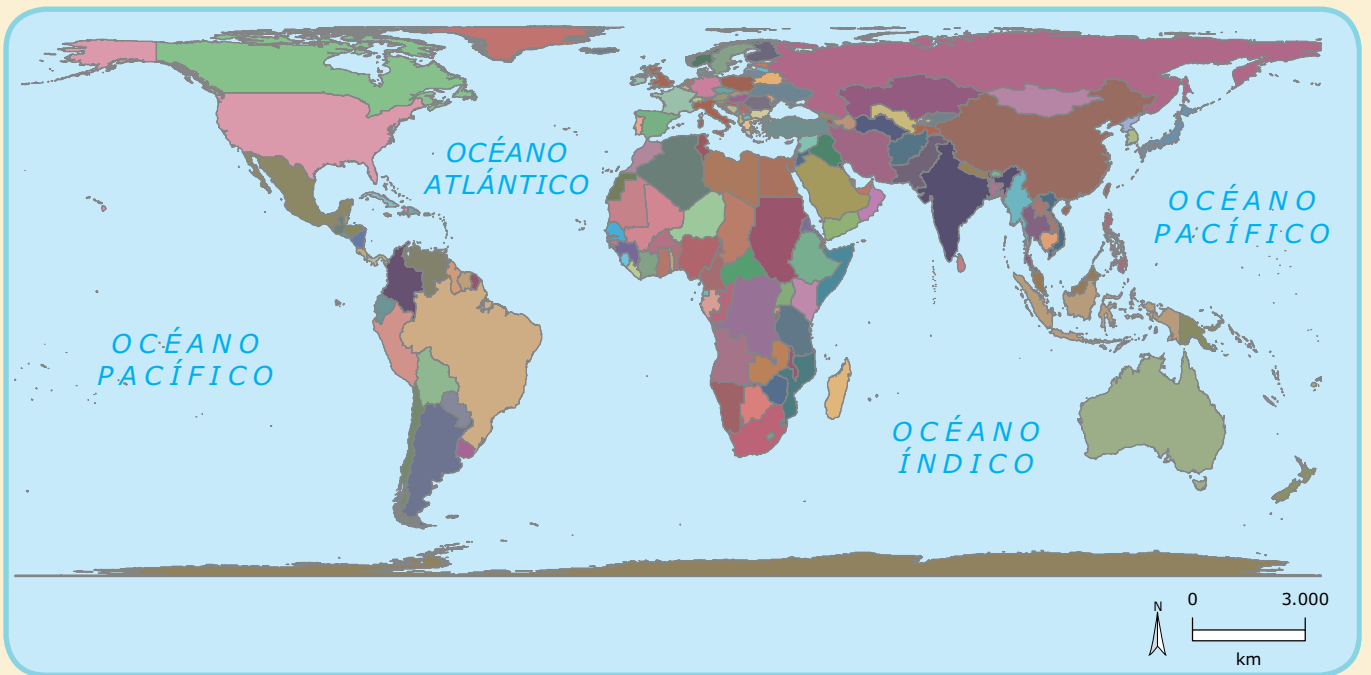 OCÉANO
ATLÁNTICO
OCÉANO
PACÍFICO
OCÉANO
PACÍFICO
OCÉANO
ÍNDICO
N
0 3.000
km